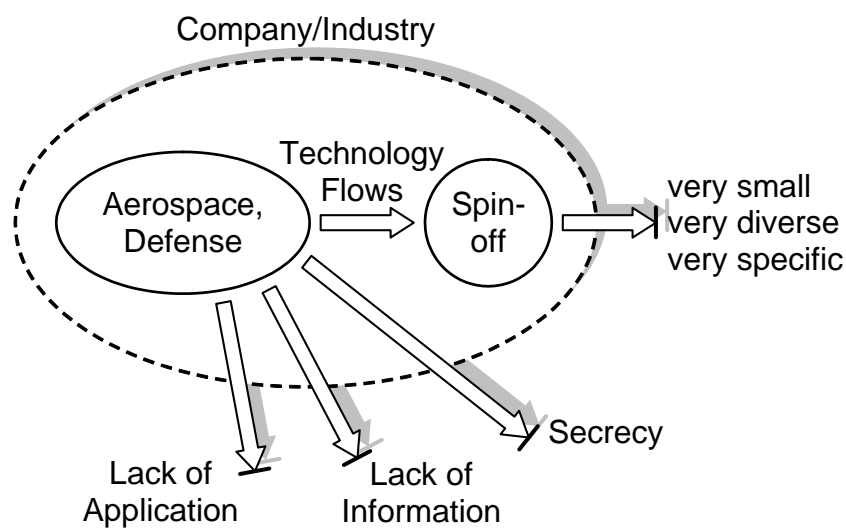 Company/Industry
Technology
Flows
Aerospace,
Defense
Spin-
off
very small
very diverse
very specific
Secrecy
Lack of
Application
Lack of
Information